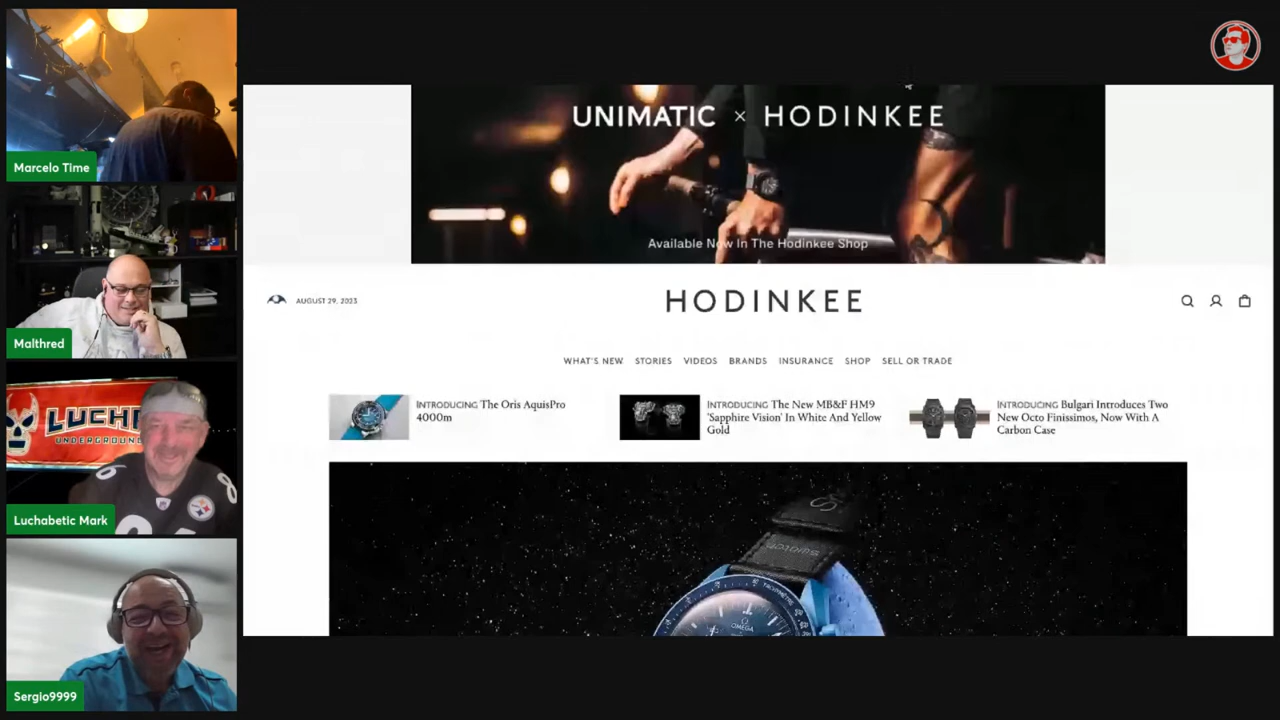 Marcelo Time
Malthred
LUCH
UNDERGROUND
Luchabetic Mark
Sergio9999
UNIMATIC × HODINKEE
Available Now In The Hodinkee Shop
AUGUST 29, 2023
HODINKEE
WHAT'S NEW STORIES VIDEOS BRANDS INSURANCE SHOP SELL OR TRADE
INTRODUCING The Oris AquisPro
4000m
INTRODUCING The New MB&F HM9
'Sapphire Vision' In White And Yellow
Gold
INTRODUCING Bulgari Introduces Two
New Octo Finissimos, Now With A
Carbon Case
swatch
TACHYMÈTRE
OMEGA